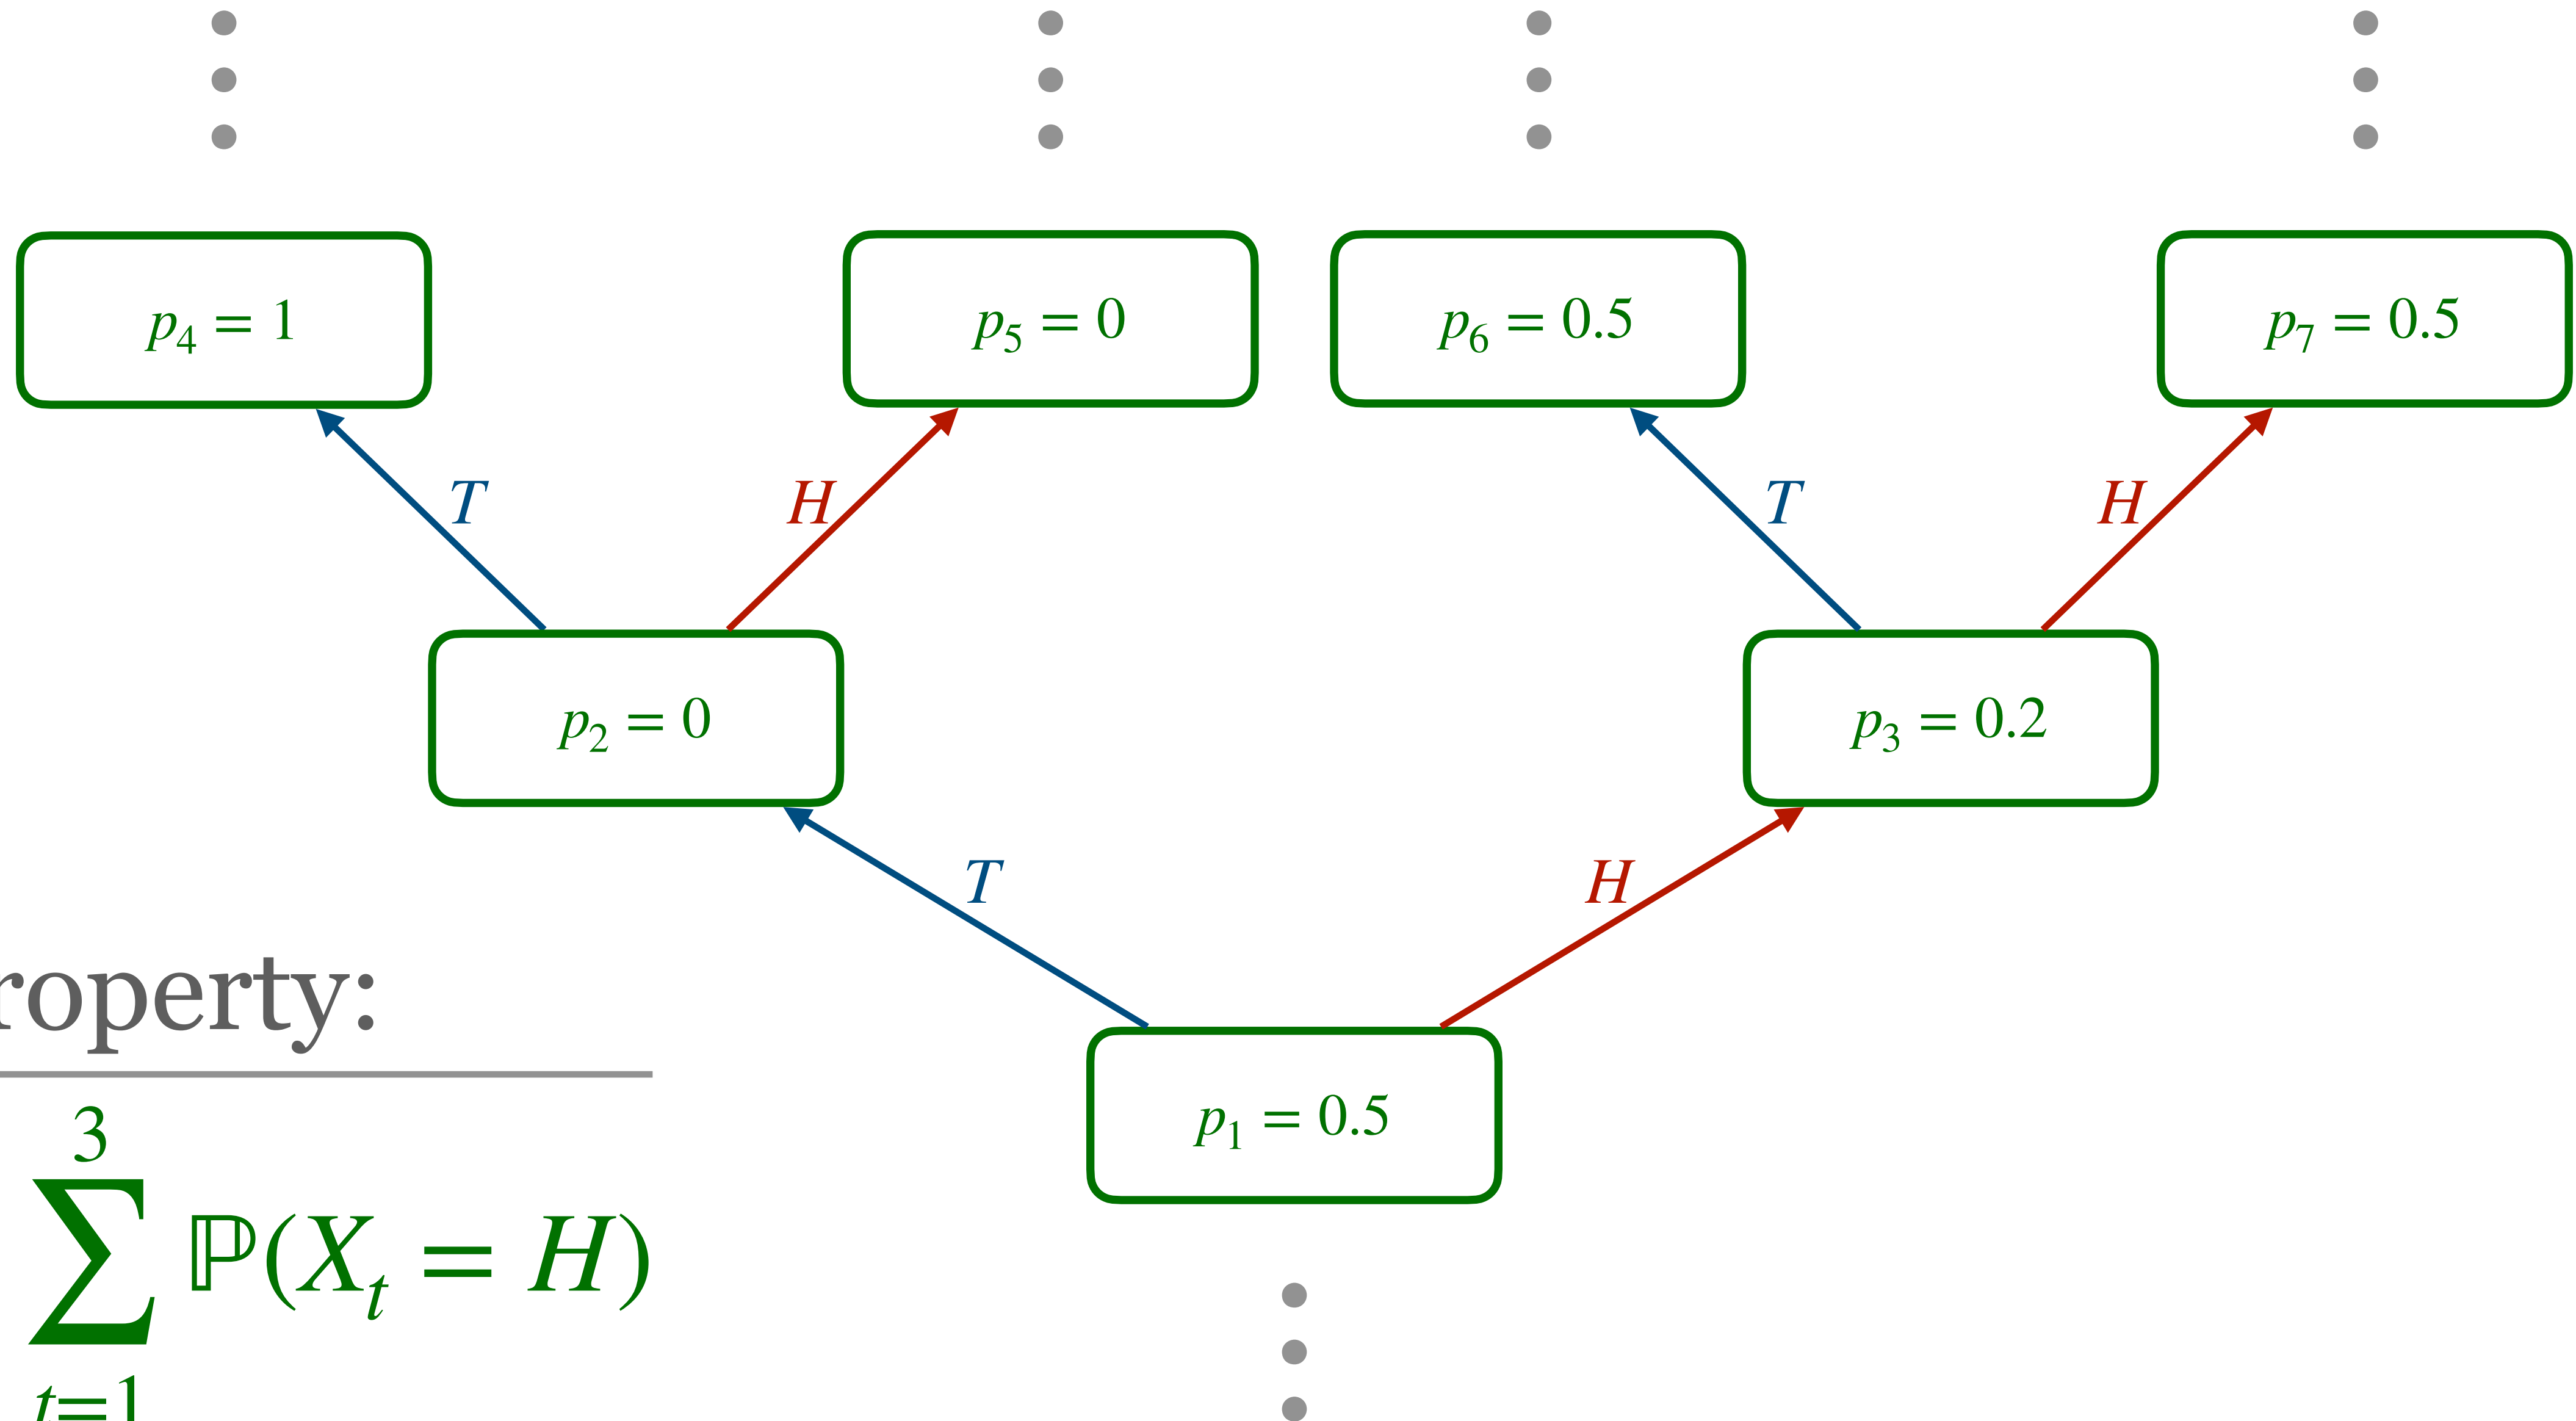 p₄ = 1
p₅ = 0
p₆ = 0.5
p₇ = 0.5
T
H
T
H
p₂ = 0
p₃ = 0.2
T
H
roperty:
p₁ = 0.5
3
∑ ℙ(Xₜ = H)
t=1